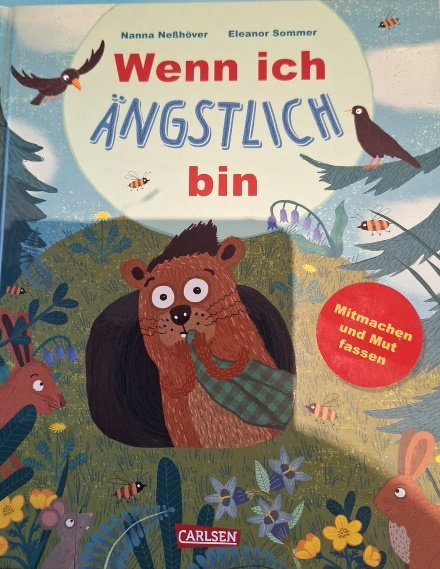 Nanna Neßhöver Eleanor Sommer
Wenn ich
ÄNGSTLICH
bin
Mitmachen
und Mut
fassen
CARLSEN